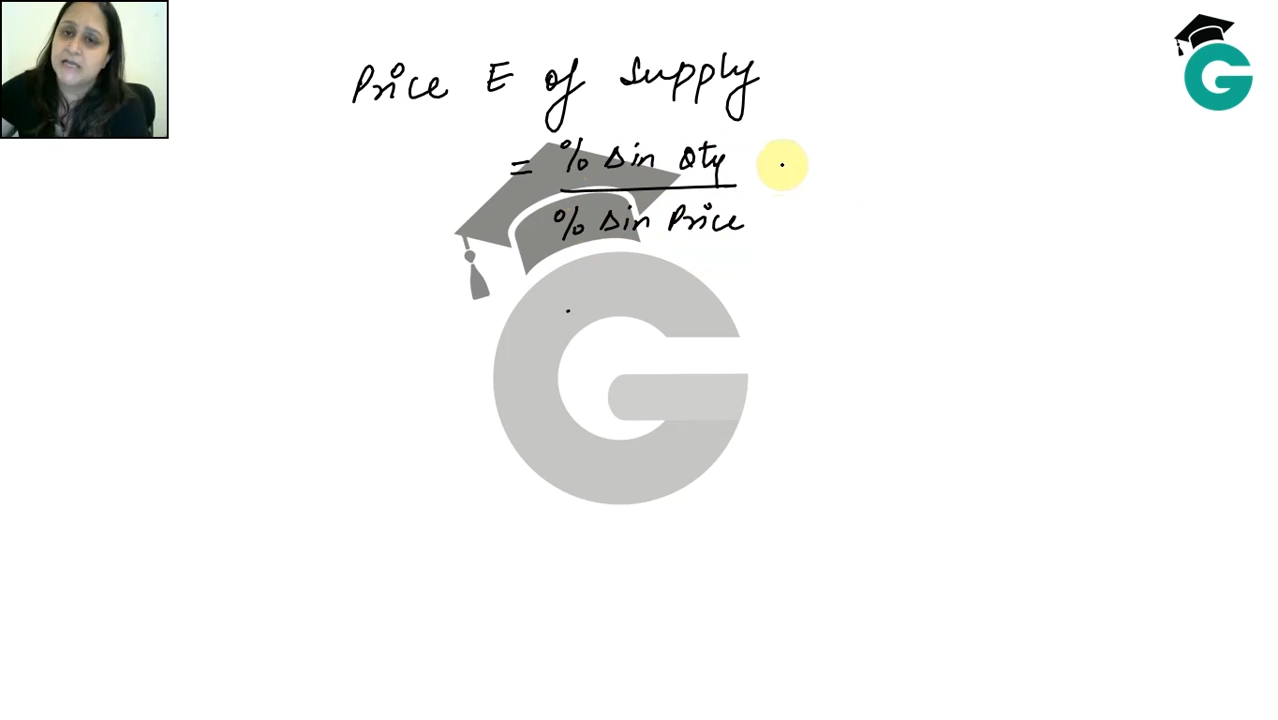 Price E of Supply
= % Δ in Qty
% Δ in Price
G
G